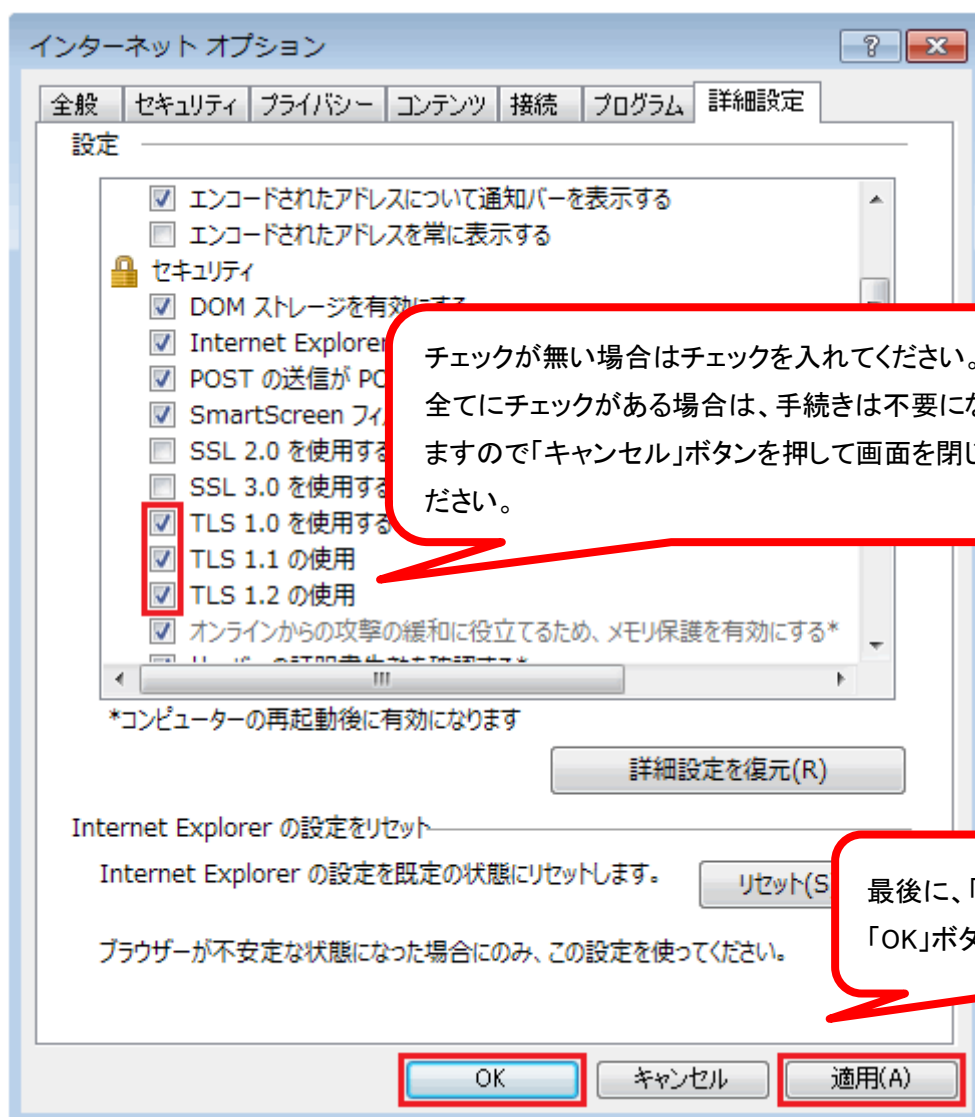 インターネット オプション
全般 セキュリティ プライバシー コンテンツ 接続 プログラム 詳細設定
設定
エンコードされたアドレスについて通知バーを表示する
エンコードされたアドレスを常に表示する
セキュリティ
DOM ストレージを有効にする
Internet Explorer
POST の送信が PO
SmartScreen フィ
SSL 2.0 を使用する
SSL 3.0 を使用する
TLS 1.0 を使用する
TLS 1.1 の使用
TLS 1.2 の使用
オンラインからの攻撃の緩和に役立てるため、メモリ保護を有効にする*
チェックが無い場合はチェックを入れてください。
全てにチェックがある場合は、手続きは不要にな
ますので「キャンセル」ボタンを押して画面を閉じ
ださい。
*コンピューターの再起動後に有効になります
詳細設定を復元(R)
Internet Explorer の設定をリセット
Internet Explorer の設定を既定の状態にリセットします。
リセット(S
ブラウザーが不安定な状態になった場合にのみ、この設定を使ってください。
最後に、「
「OK」ボタ
OK キャンセル 適用(A)